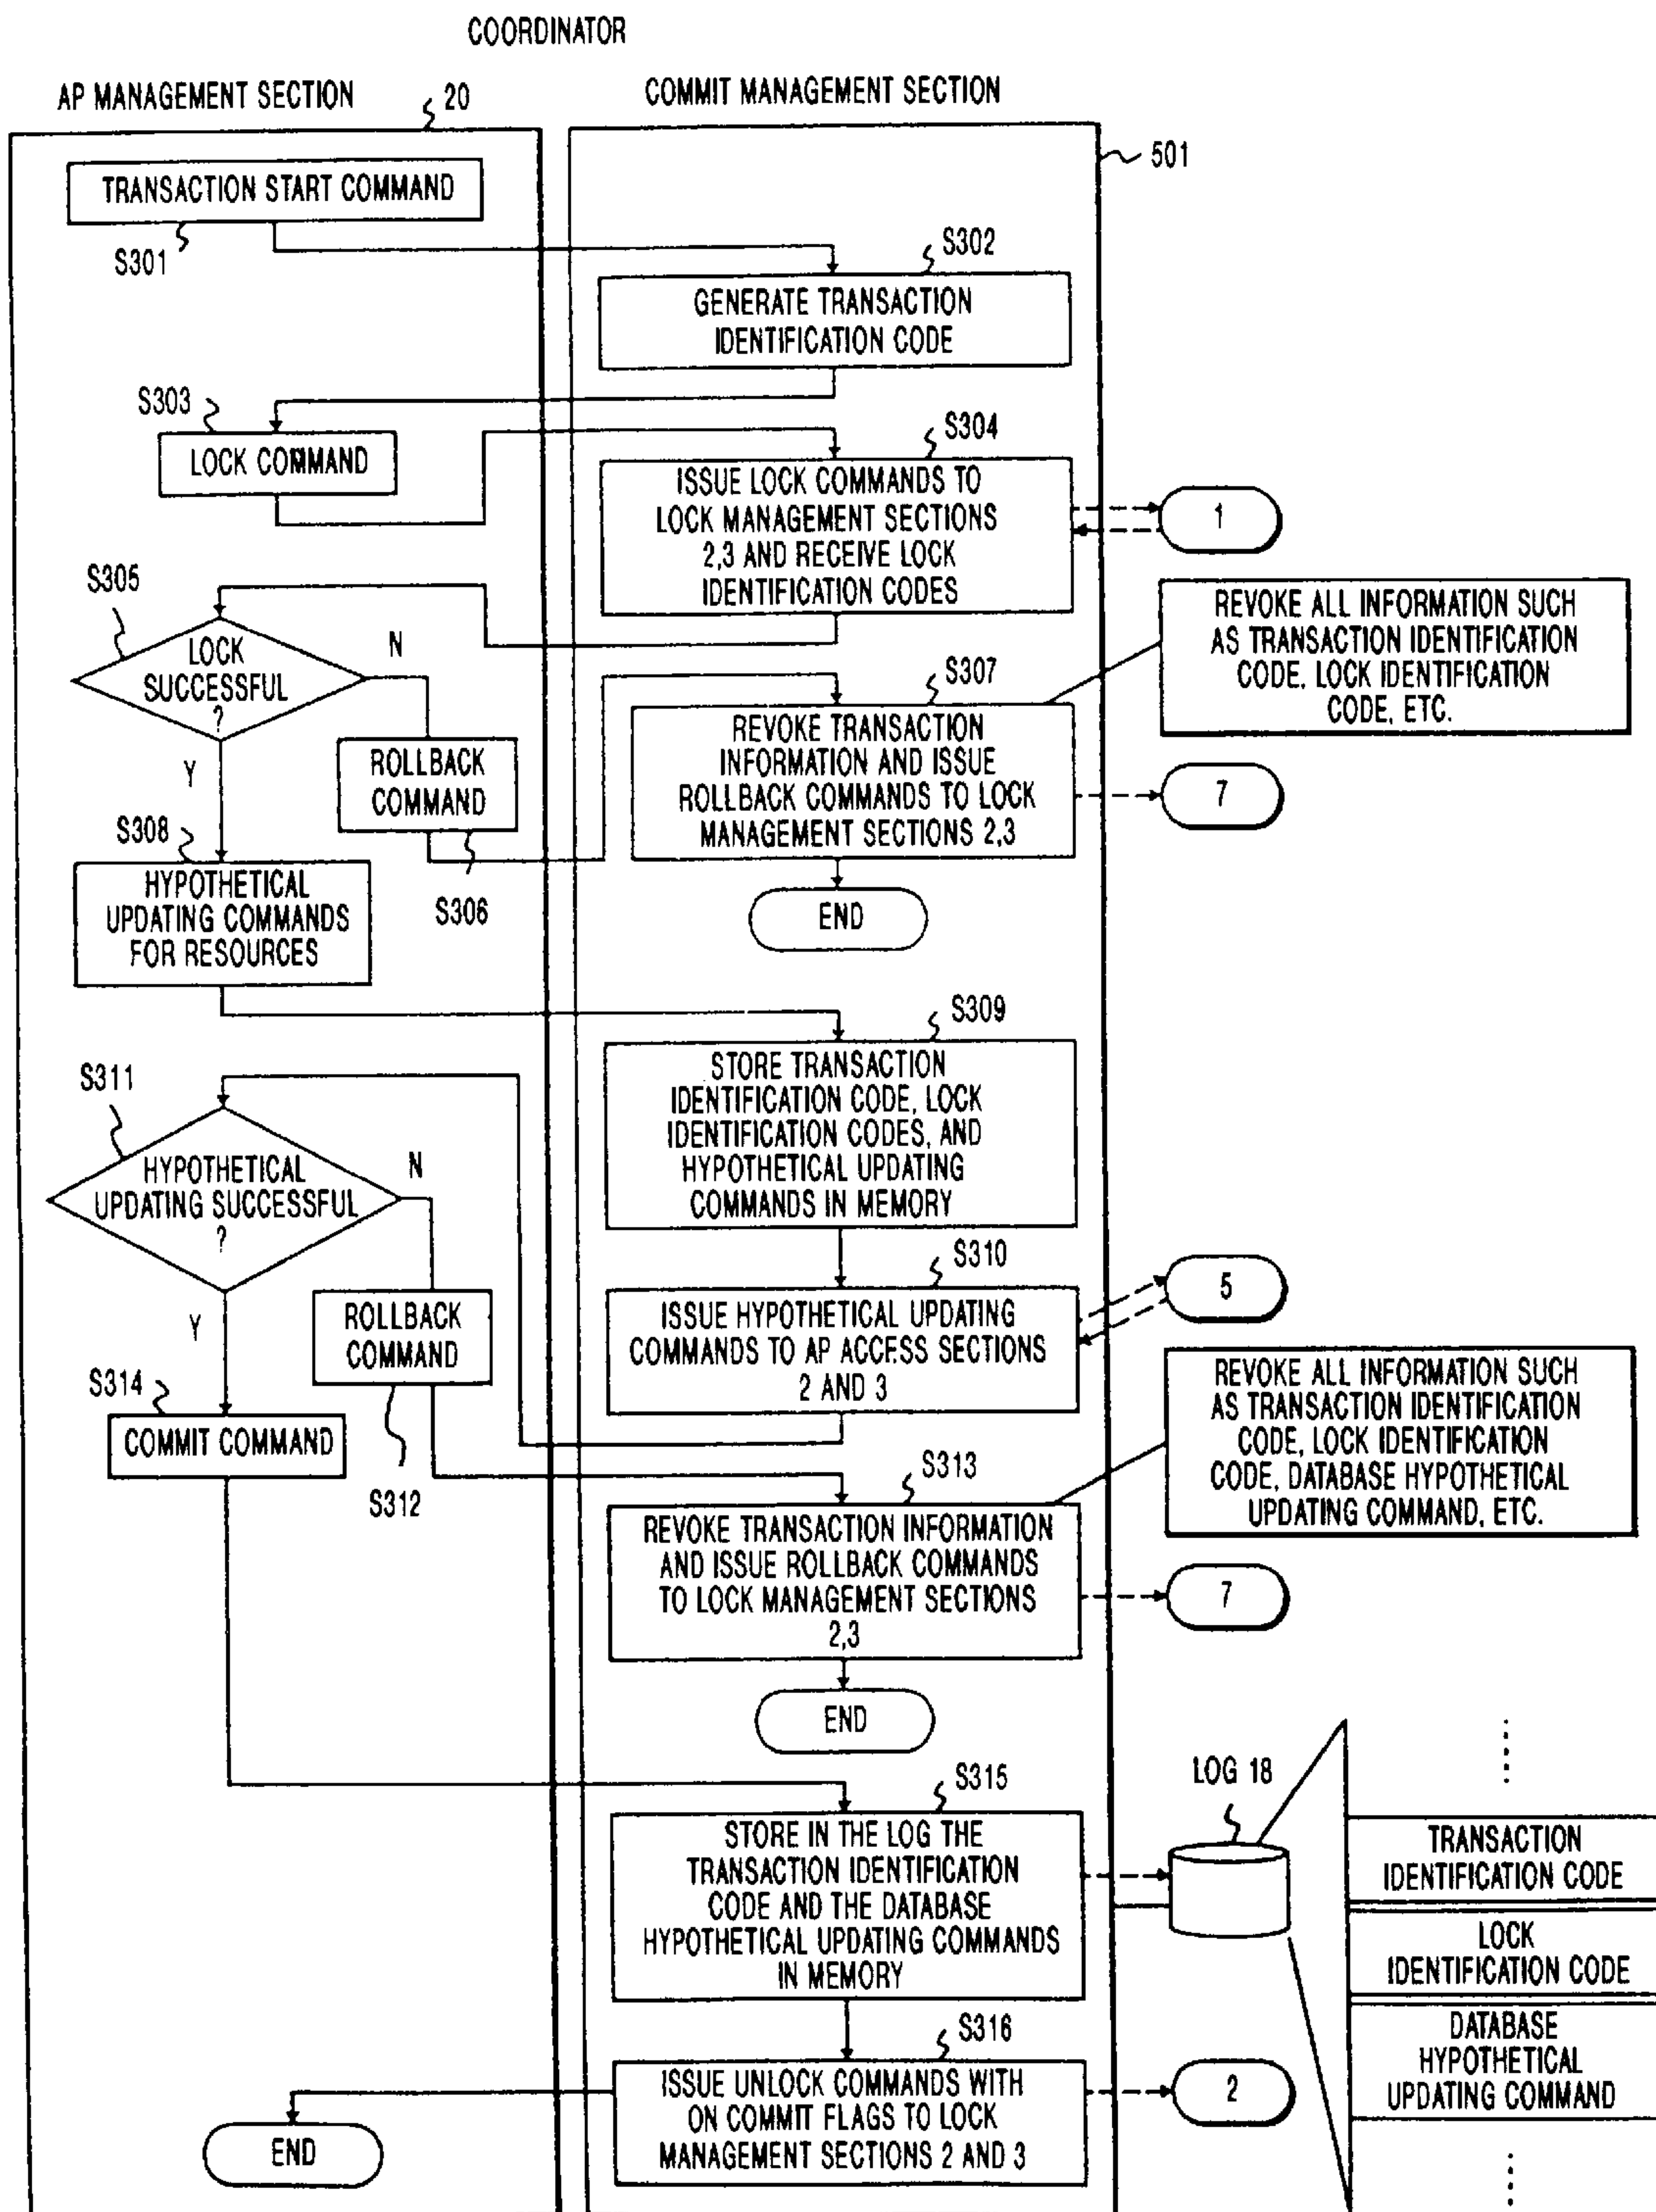 COORDINATOR
AP MANAGEMENT SECTION
20
COMMIT MANAGEMENT SECTION
501
TRANSACTION START COMMAND
S301
S302
GENERATE TRANSACTION
IDENTIFICATION CODE
S303
LOCK COMMAND
S304
ISSUE LOCK COMMANDS TO
LOCK MANAGEMENT SECTIONS
2,3 AND RECEIVE LOCK
IDENTIFICATION CODES
1
S305
LOCK
SUCCESSFUL
?
N
Y
REVOKE ALL INFORMATION SUCH
AS TRANSACTION IDENTIFICATION
CODE, LOCK IDENTIFICATION
CODE, ETC.
ROLLBACK
COMMAND
S306
S307
REVOKE TRANSACTION
INFORMATION AND ISSUE
ROLLBACK COMMANDS TO LOCK
MANAGEMENT SECTIONS 2,3
7
END
S308
HYPOTHETICAL
UPDATING COMMANDS
FOR RESOURCES
S309
STORE TRANSACTION
IDENTIFICATION CODE, LOCK
IDENTIFICATION CODES, AND
HYPOTHETICAL UPDATING
COMMANDS IN MEMORY
S310
ISSUE HYPOTHETICAL UPDATING
COMMANDS TO AP ACCESS SECTIONS
2 AND 3
5
S311
HYPOTHETICAL
UPDATING SUCCESSFUL
?
N
Y
ROLLBACK
COMMAND
S312
REVOKE ALL INFORMATION SUCH
AS TRANSACTION IDENTIFICATION
CODE, LOCK IDENTIFICATION
CODE, DATABASE HYPOTHETICAL
UPDATING COMMAND, ETC.
S314
COMMIT COMMAND
S313
REVOKE TRANSACTION INFORMATION
AND ISSUE ROLLBACK COMMANDS
TO LOCK MANAGEMENT SECTIONS
2,3
7
END
S315
STORE IN THE LOG THE
TRANSACTION IDENTIFICATION
CODE AND THE DATABASE
HYPOTHETICAL UPDATING COMMANDS
IN MEMORY
LOG 18
TRANSACTION
IDENTIFICATION CODE
LOCK
IDENTIFICATION CODE
DATABASE
HYPOTHETICAL
UPDATING COMMAND
S316
ISSUE UNLOCK COMMANDS WITH
ON COMMIT FLAGS TO LOCK
MANAGEMENT SECTIONS 2 AND 3
2
END